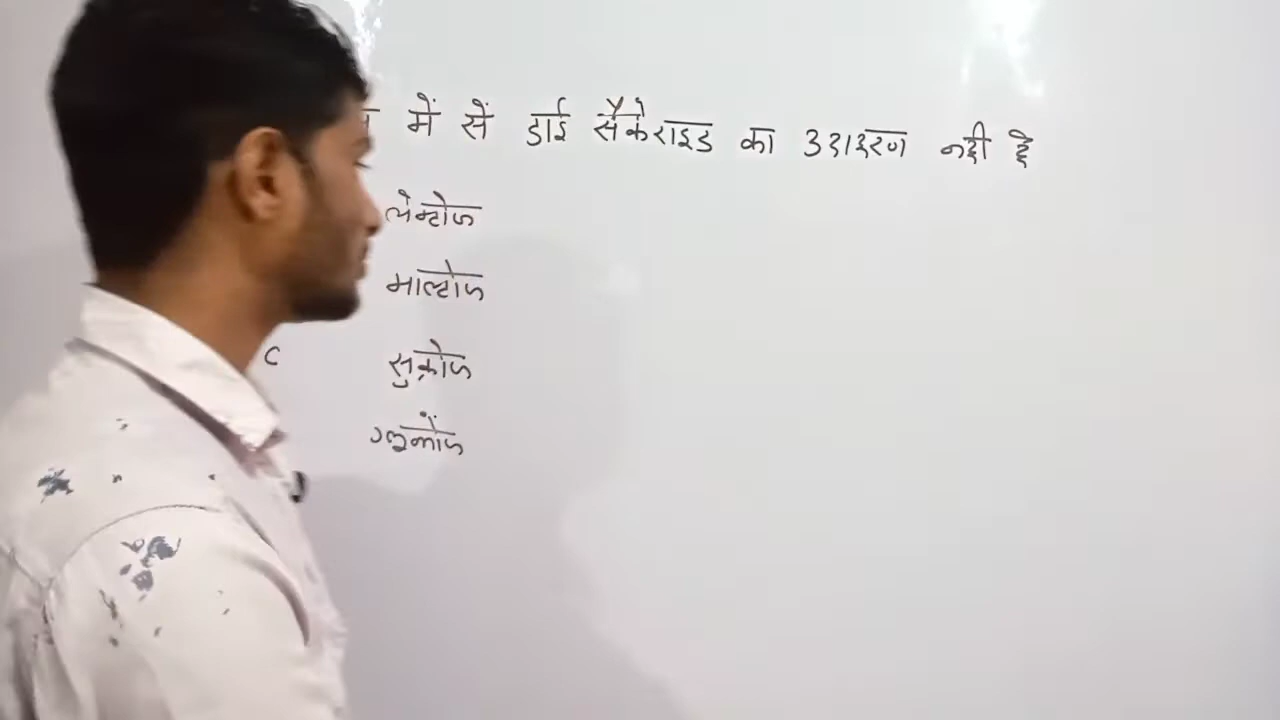 में सें डाई सैकेराइड का उदाहरण नही है
लेक्टोज
माल्टोज
C सुक्रोज
ग्लूकोज